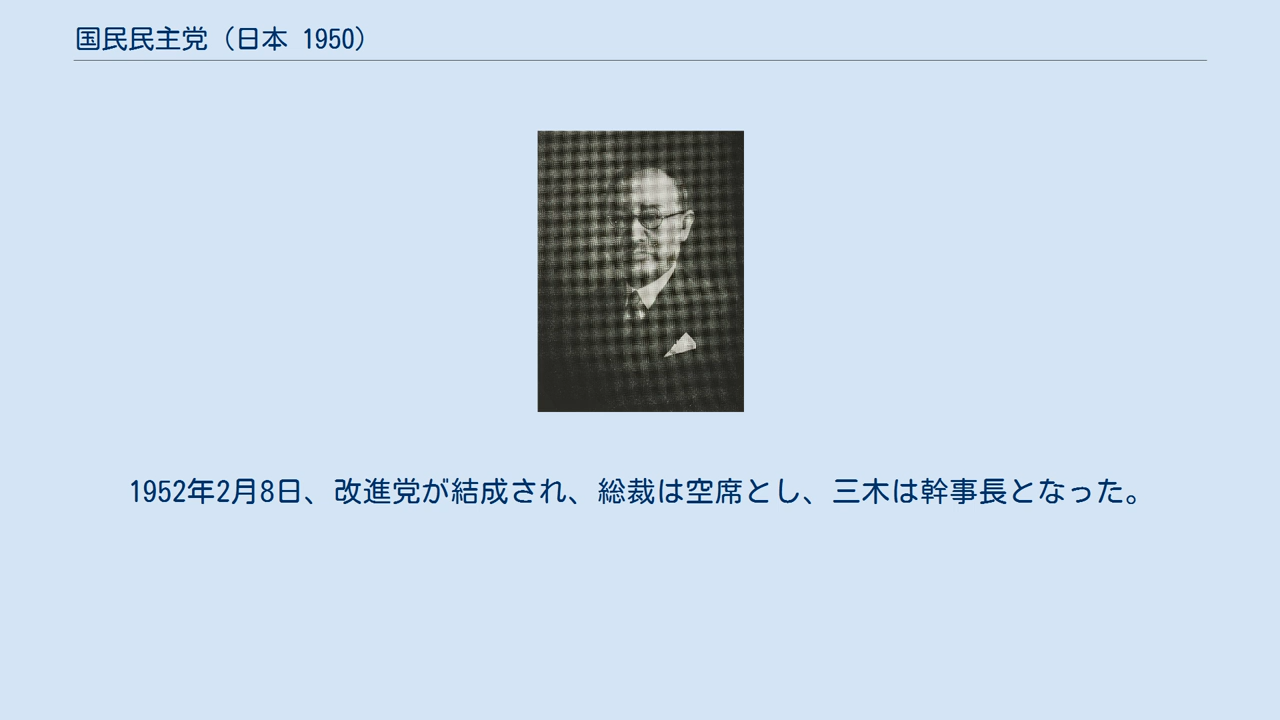 国民民主党（日本 1950）
1952年2月8日、改進党が結成され、総裁は空席とし、三木は幹事長となった。